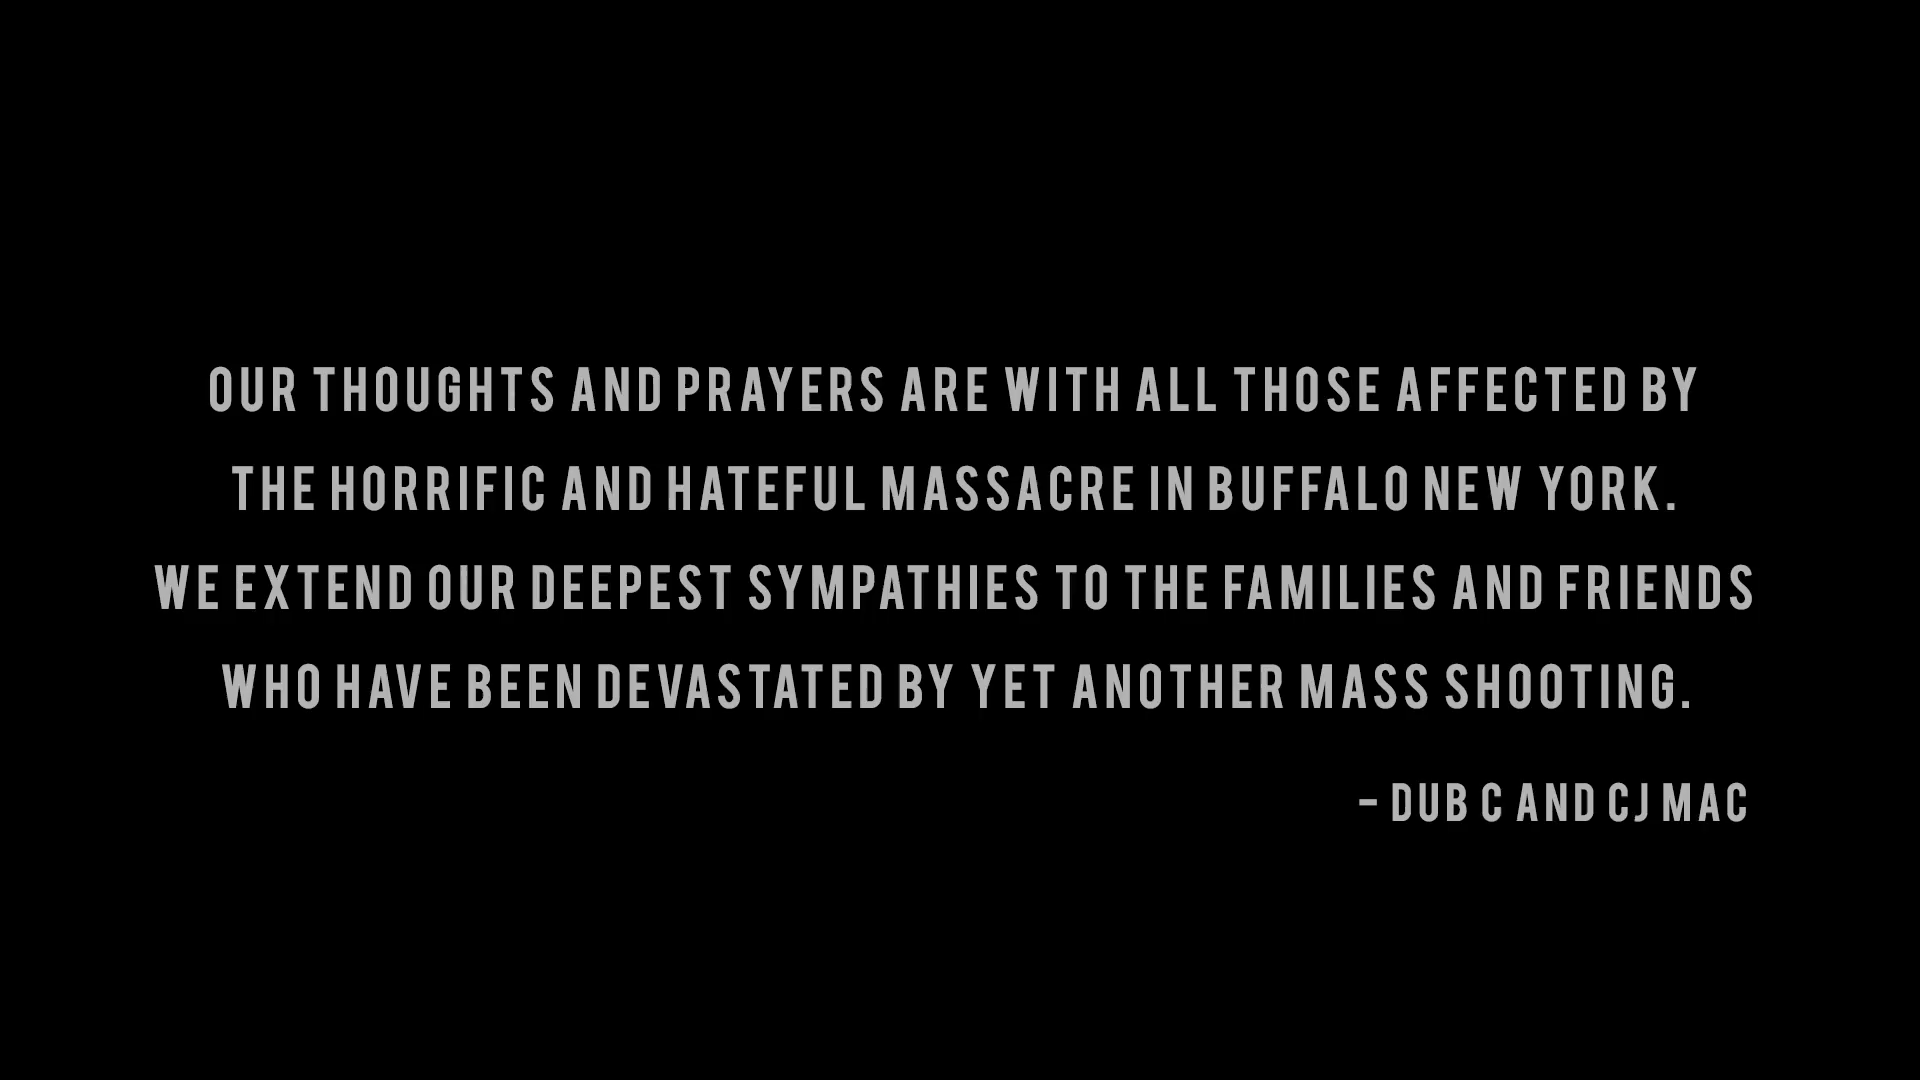 OUR THOUGHTS AND PRAYERS ARE WITH ALL THOSE AFFECTED BY
THE HORRIFIC AND HATEFUL MASSACRE IN BUFFALO NEW YORK.
WE EXTEND OUR DEEPEST SYMPATHIES TO THE FAMILIES AND FRIENDS
WHO HAVE BEEN DEVASTATED BY YET ANOTHER MASS SHOOTING.
- DUB C AND CJ MAC